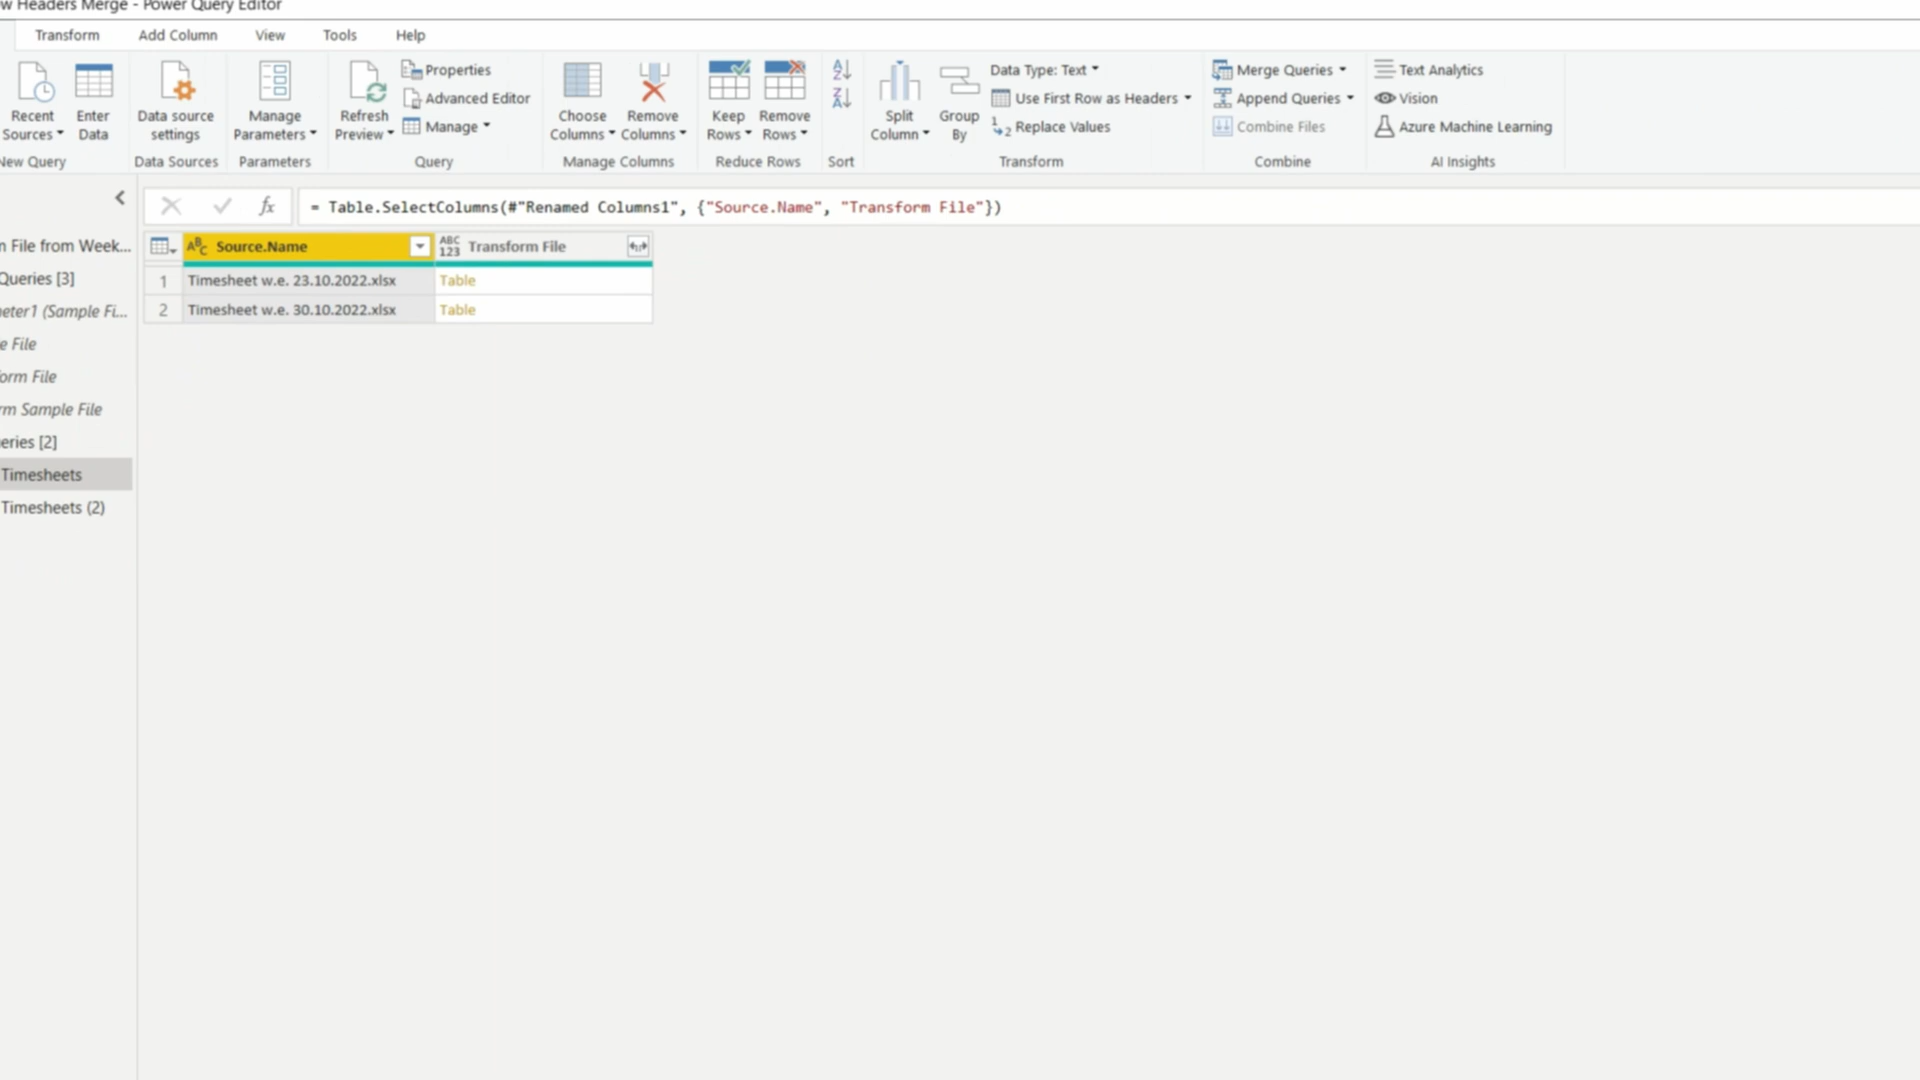 w Headers Merge - Power Query Editor
Transform Add Column View Tools Help
Recent Sources
Enter Data
Data source settings
Manage Parameters
Refresh Preview
Properties
Advanced Editor
Manage
Choose Columns
Remove Columns
Keep Rows
Remove Rows
Split Column
Group By
Data Type: Text
Use First Row as Headers
Replace Values
Merge Queries
Append Queries
Combine Files
Text Analytics
Vision
Azure Machine Learning
New Query Data Sources Parameters Query Manage Columns Reduce Rows Sort Transform Combine AI Insights
fx = Table.SelectColumns(#"Renamed Columns1", {"Source.Name", "Transform File"})
n File from Week...
Queries [3]
eter1 (Sample Fi...
e File
orm File
rm Sample File
eries [2]
Timesheets
Timesheets (2)
ABC Source.Name ABC 123 Transform File
1 Timesheet w.e. 23.10.2022.xlsx Table
2 Timesheet w.e. 30.10.2022.xlsx Table